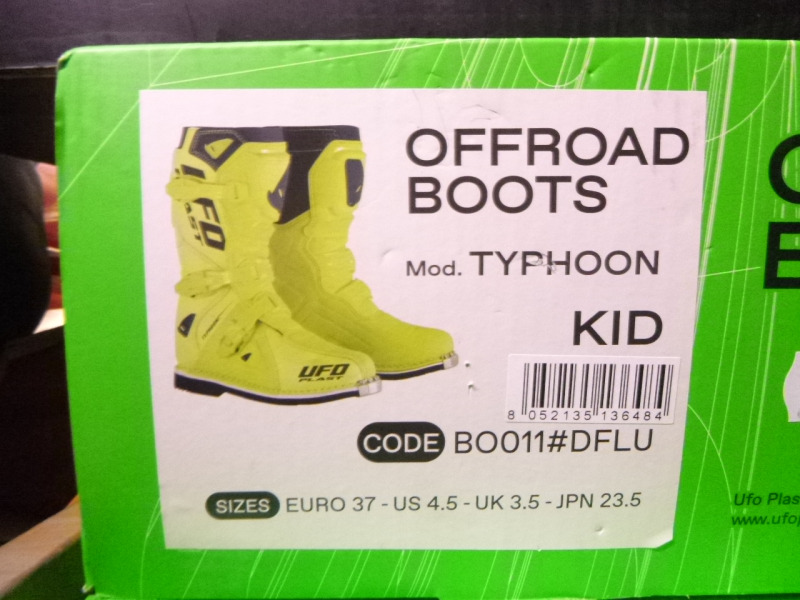 OFFROAD
BOOTS
Mod. TYPHOON
KID
UFO
PLAST
8 052135 136484
CODE BO011#DFLU
SIZES EURO 37 - US 4.5 - UK 3.5 - JPN 23.5
Ufo Plas
www.ufop